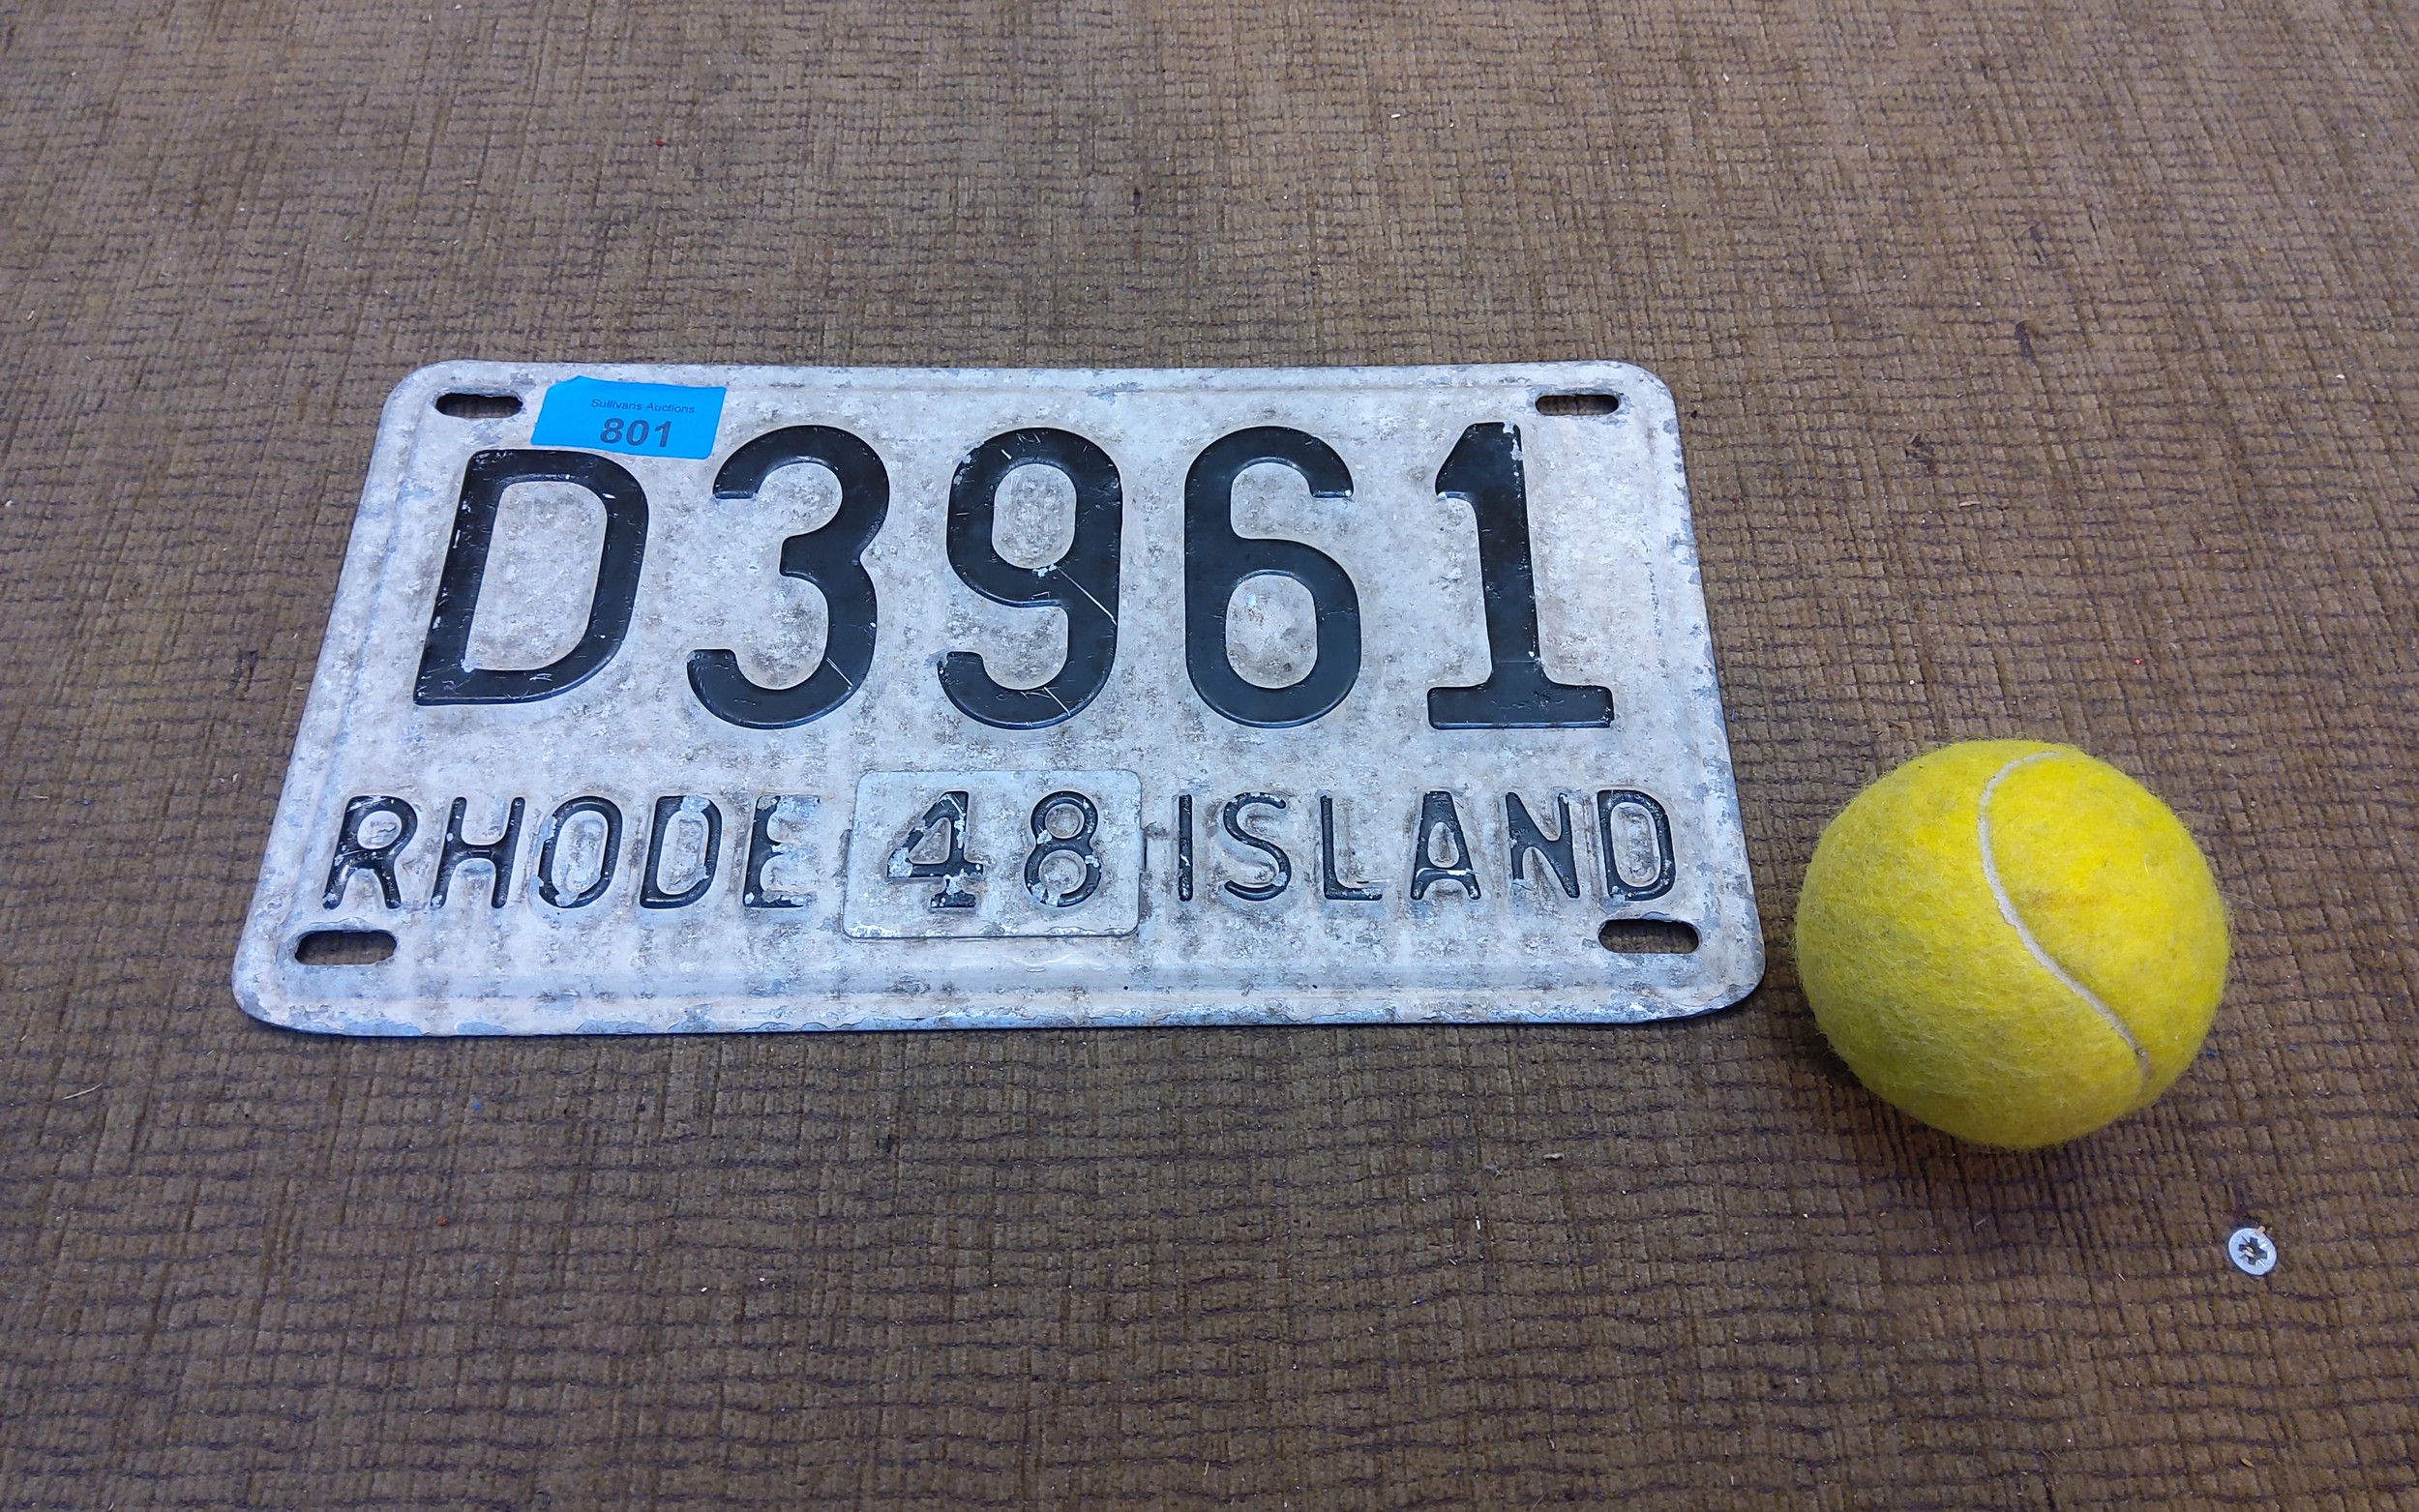 Sullivans Auctions
801
D3961
RHODE 48 ISLAND